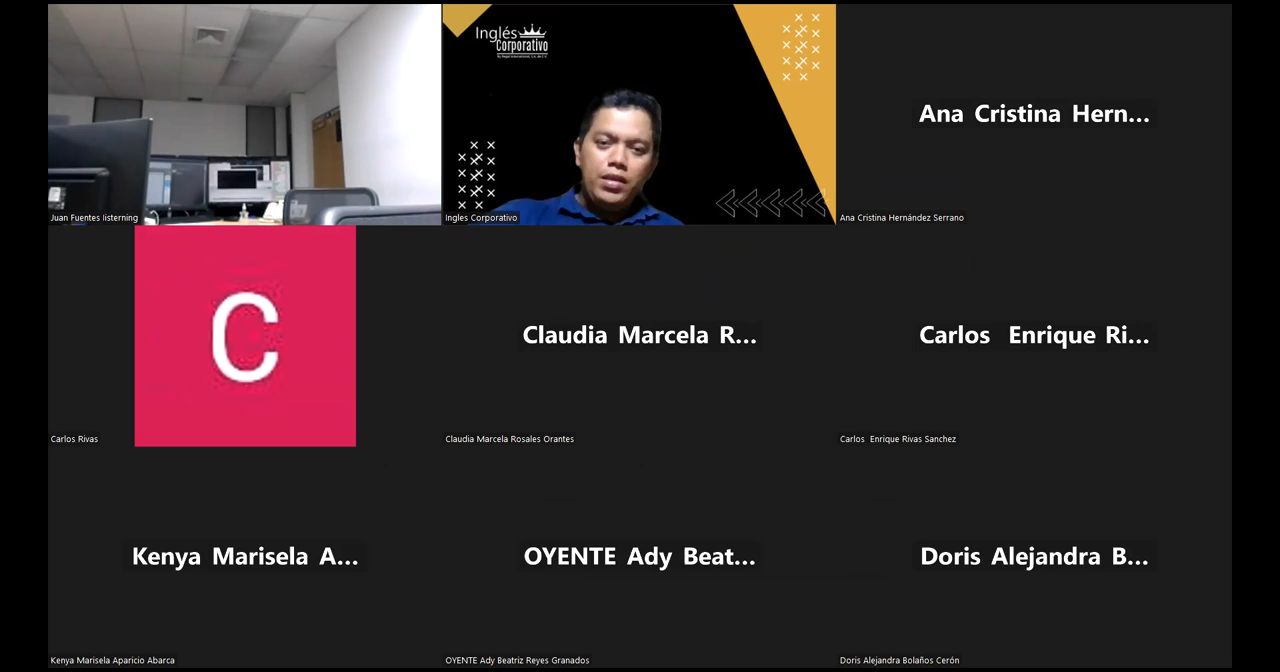 Inglés
Corporativo
Ana Cristina Hern...
Juan Fuentes listerning
Ingles Corporativo
Ana Cristina Hernández Serrano
C
Claudia Marcela R...
Carlos Enrique Ri...
Carlos Rivas
Claudia Marcela Rosales Orantes
Carlos Enrique Rivas Sanchez
Kenya Marisela A...
OYENTE Ady Beat...
Doris Alejandra B...
Kenya Marisela Aparicio Abarca
OYENTE Ady Beatriz Reyes Granados
Doris Alejandra Bolaños Cerón